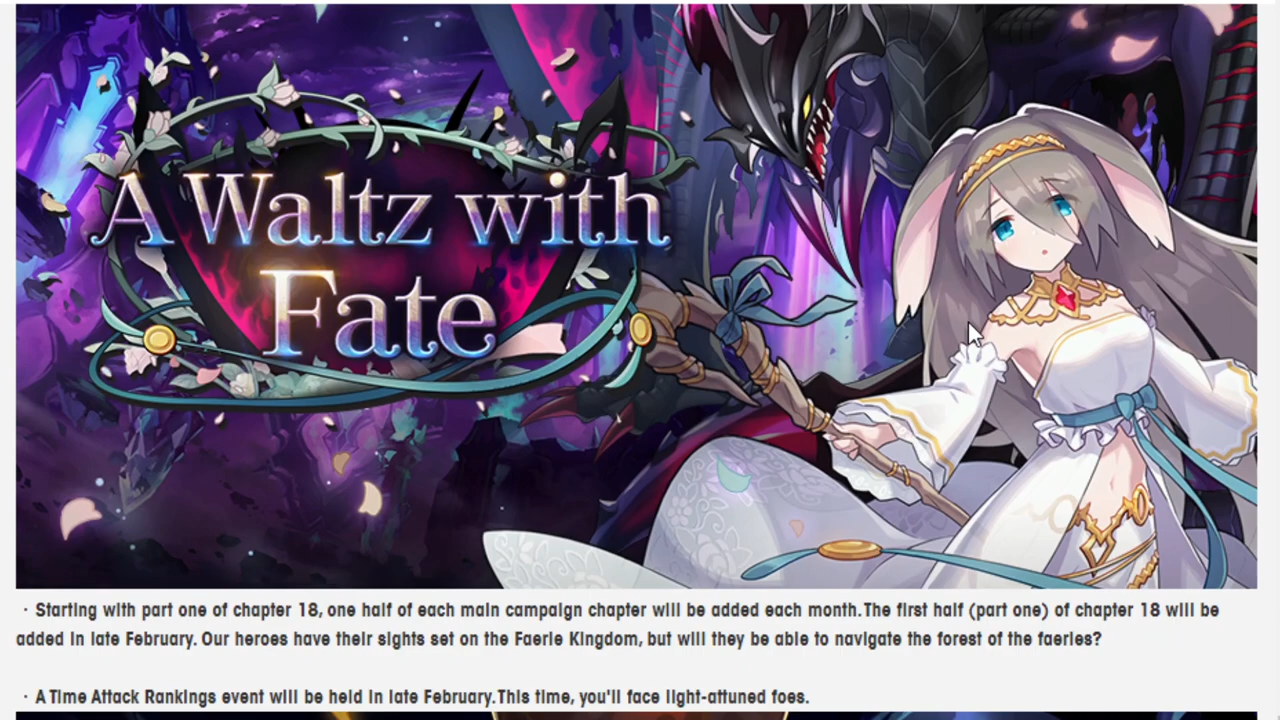 A Waltz with
Fate
· Starting with part one of chapter 18, one half of each main campaign chapter will be added each month. The first half (part one) of chapter 18 will be
added in late February. Our heroes have their sights set on the Faerie Kingdom, but will they be able to navigate the forest of the faeries?
· A Time Attack Rankings event will be held in late February. This time, you'll face light-attuned foes.